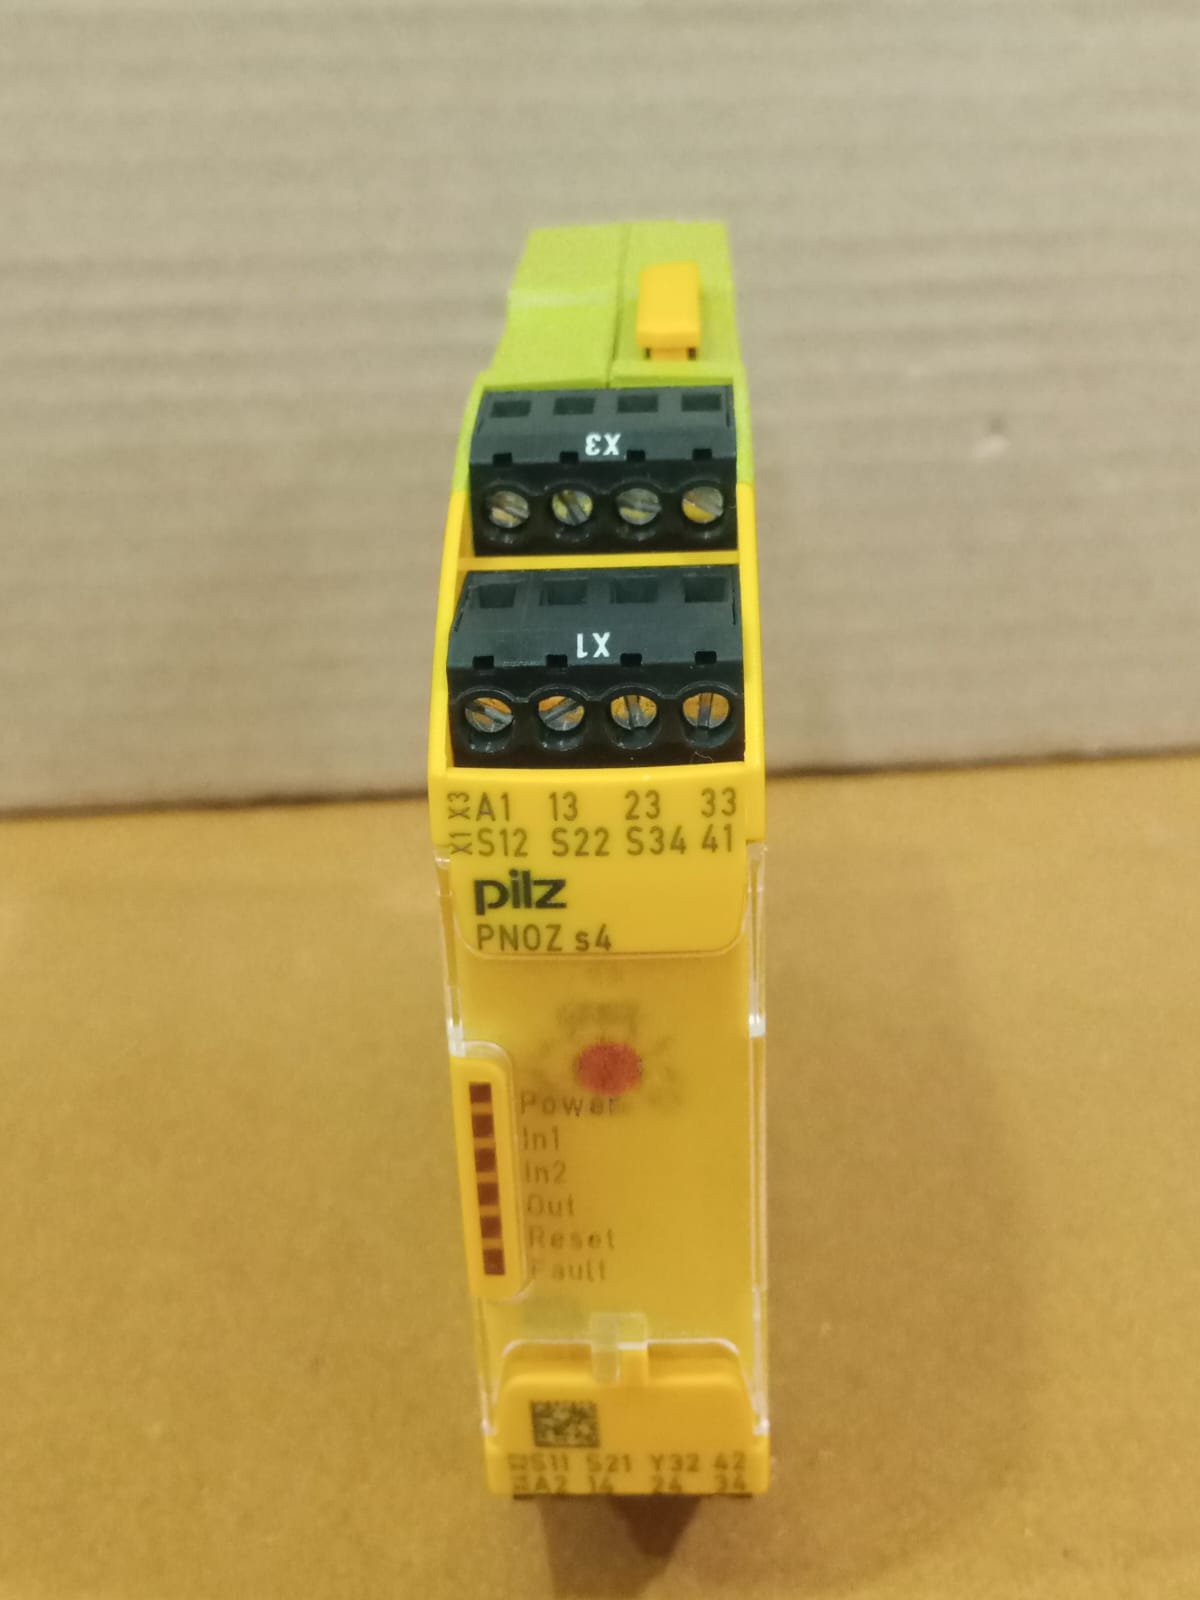 X3
X1
X3 A1 13 23 33
X1 S12 S22 S34 41
pilz
PNOZ s4
Power
In1
In2
Out
Reset
Fault
S11 S21 Y32 42
A2 14 24 34